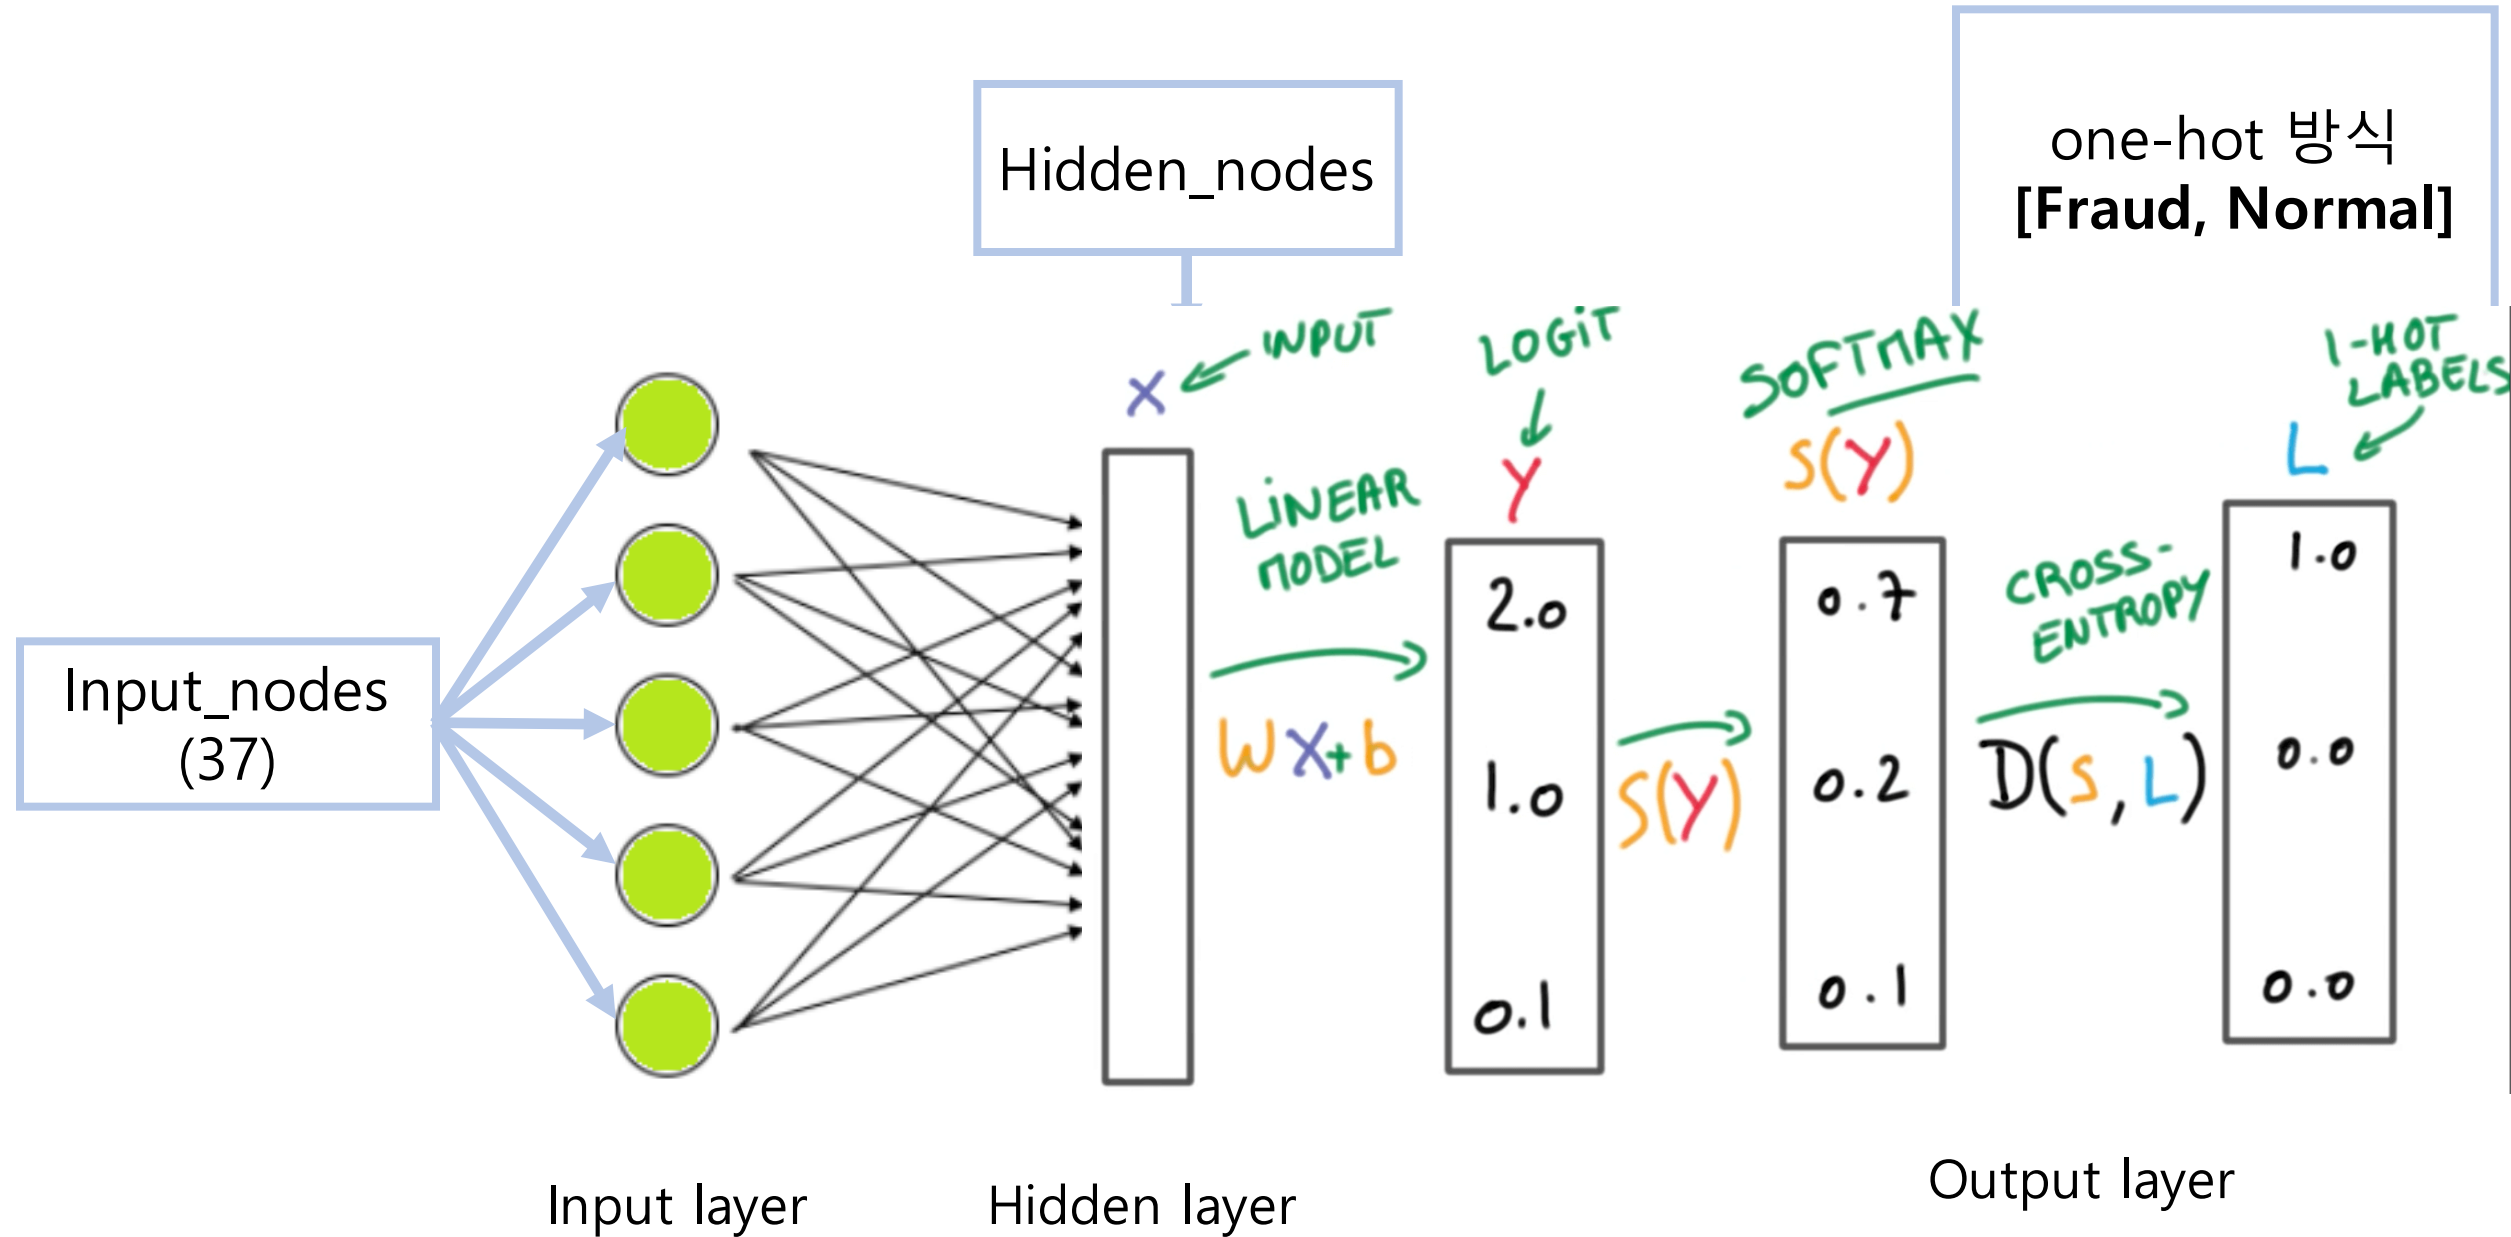 one-hot 방식
[Fraud, Normal]
Hidden_nodes
Input_nodes
(37)
X
INPUT
LINEAR
MODEL
WX+b
LOGIT
Y
2.0
1.0
0.1
S(Y)
SOFTMAX
S(Y)
0.7
0.2
0.1
CROSS-
ENTROPY
D(S,L)
1-HOT
LABELS
L
1.0
0.0
0.0
Input layer
Hidden layer
Output layer